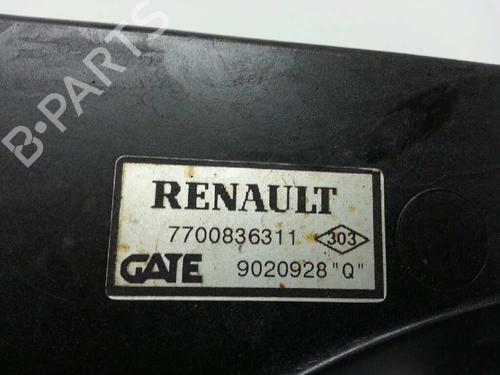 B-PARTS
RENAULT
7700836311 303
GATE 9020928 "Q"